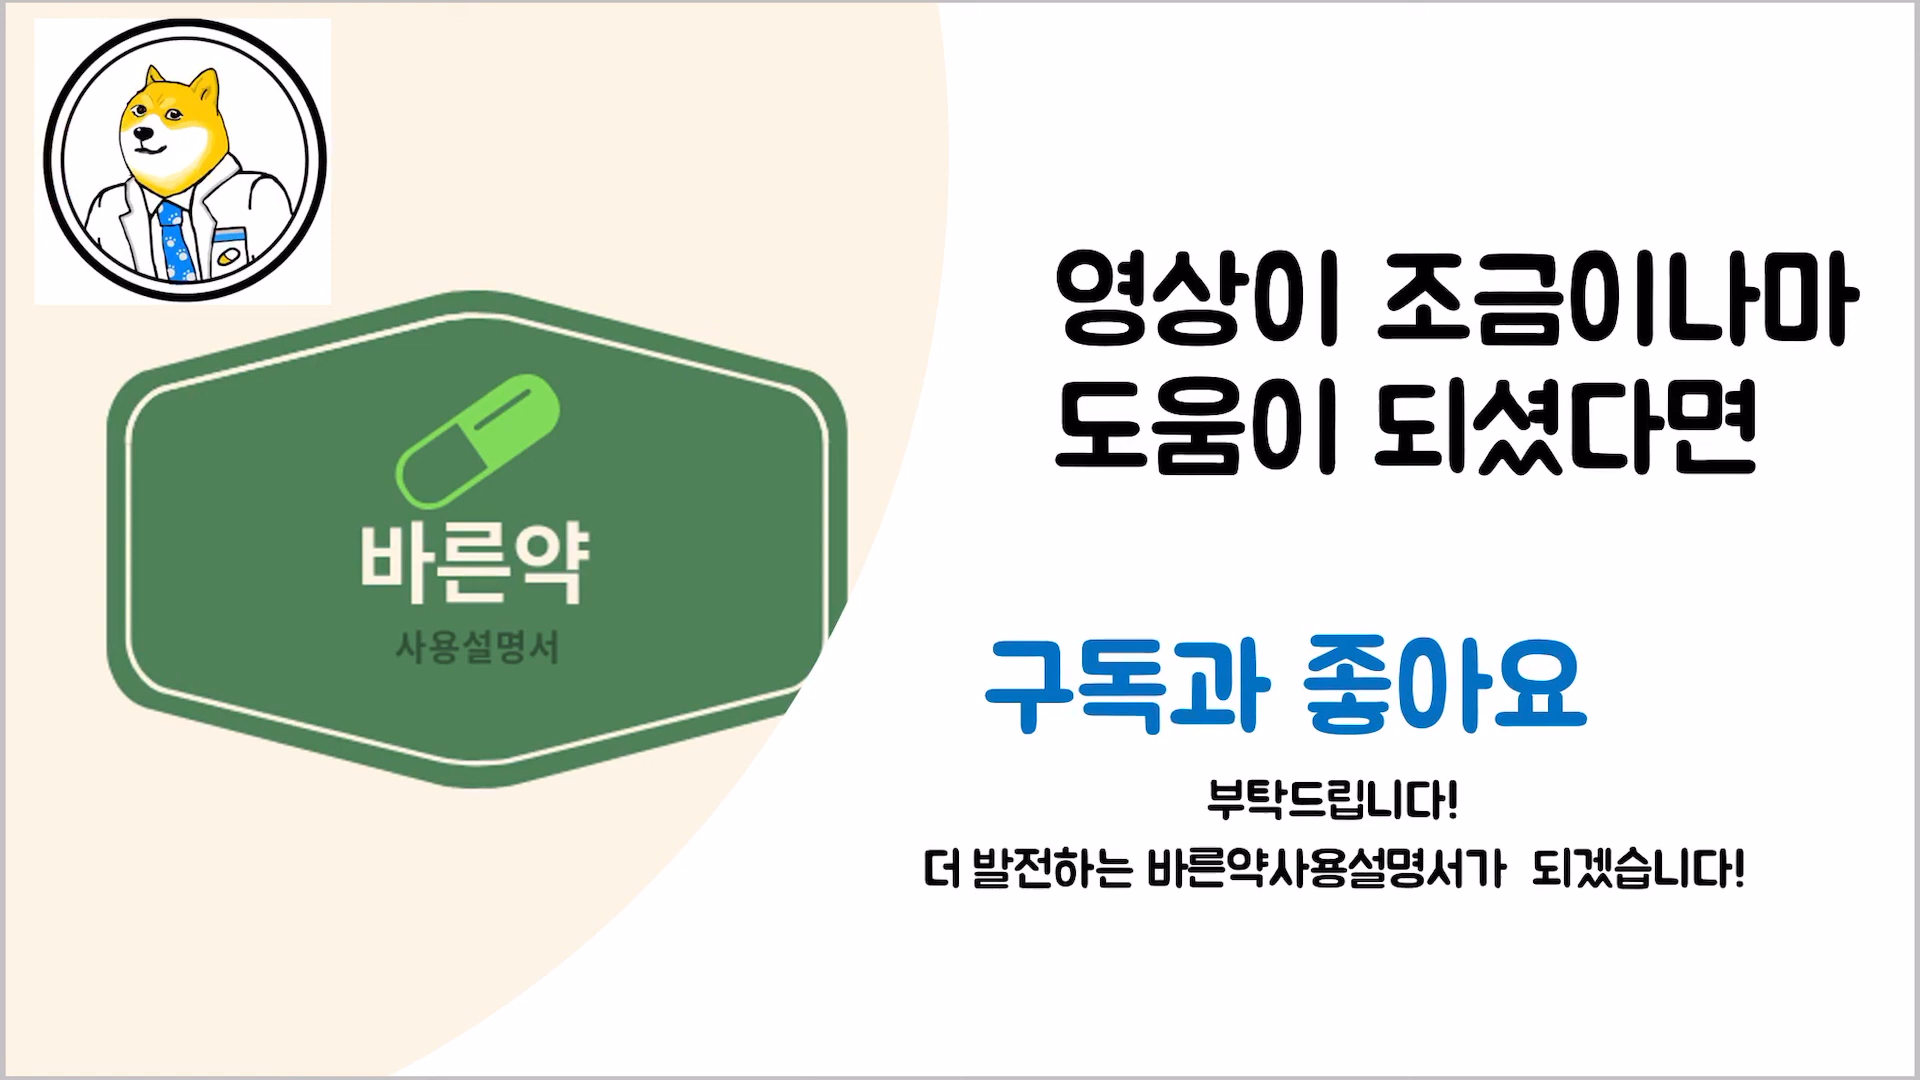 바른약
사용설명서
영상이 조금이나마
도움이 되셨다면
구독과 좋아요
부탁드립니다!
더 발전하는 바른약사용설명서가 되겠습니다!